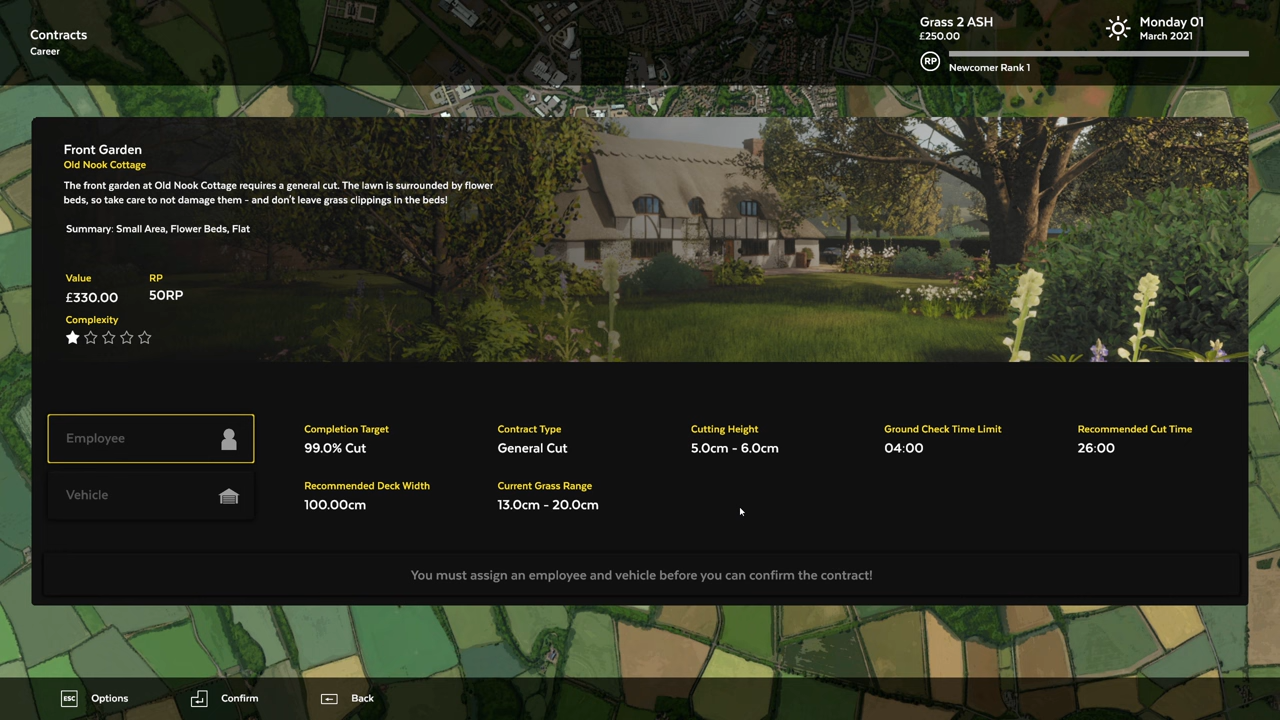 Contracts
Career
Grass 2 ASH
£250.00
Monday 01
March 2021
RP
Newcomer Rank 1
Front Garden
Old Nook Cottage
The front garden at Old Nook Cottage requires a general cut. The lawn is surrounded by flower
beds, so take care to not damage them - and don't leave grass clippings in the beds!
Summary: Small Area, Flower Beds, Flat
Value
RP
£330.00
50RP
Complexity
Employee
Vehicle
Completion Target
99.0% Cut
Contract Type
General Cut
Cutting Height
5.0cm - 6.0cm
Ground Check Time Limit
04:00
Recommended Cut Time
26:00
Recommended Deck Width
100.00cm
Current Grass Range
13.0cm - 20.0cm
You must assign an employee and vehicle before you can confirm the contract!
ESC Options
Confirm
Back